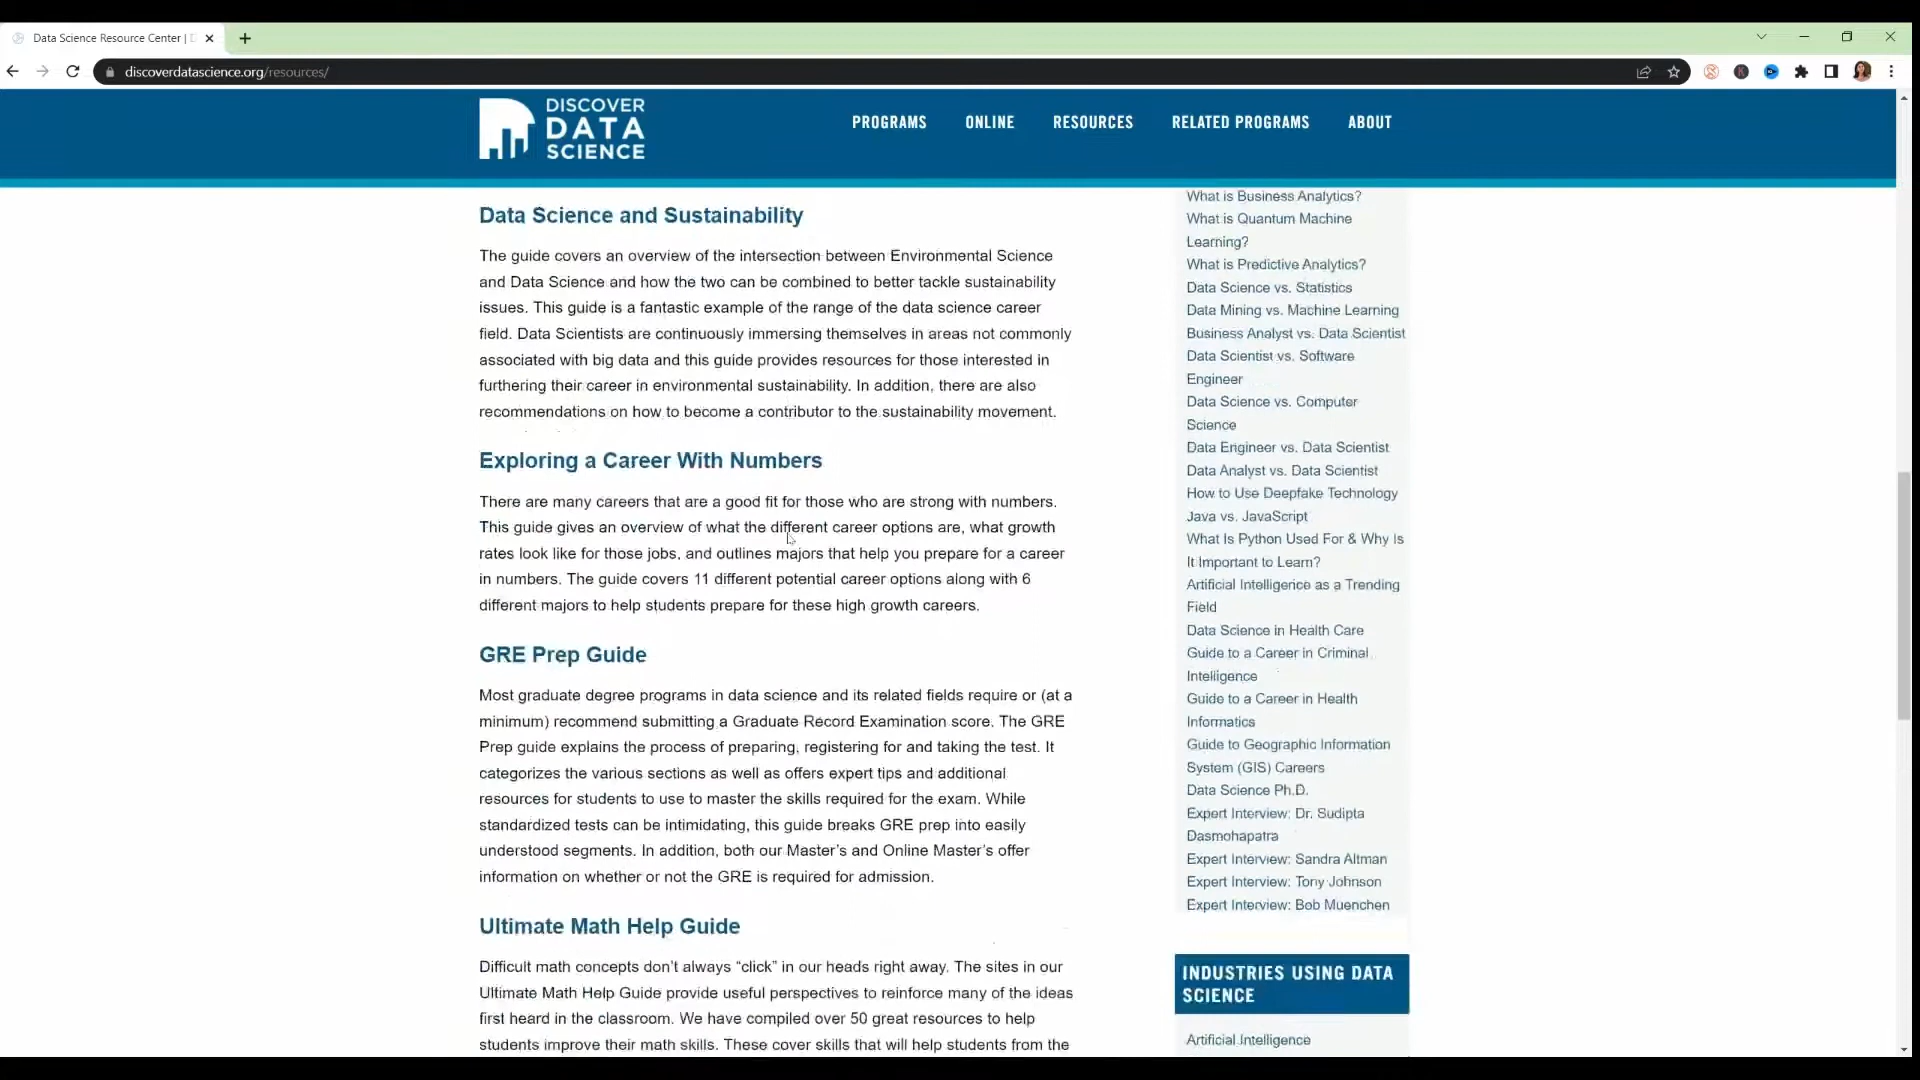 Data Science Resource Center |
discoverdatascience.org/resources/
DISCOVER
DATA
SCIENCE
PROGRAMS
ONLINE
RESOURCES
RELATED PROGRAMS
ABOUT
Data Science and Sustainability
The guide covers an overview of the intersection between Environmental Science
and Data Science and how the two can be combined to better tackle sustainability
issues. This guide is a fantastic example of the range of the data science career
field. Data Scientists are continuously immersing themselves in areas not commonly
associated with big data and this guide provides resources for those interested in
furthering their career in environmental sustainability. In addition, there are also
recommendations on how to become a contributor to the sustainability movement.
Exploring a Career With Numbers
There are many careers that are a good fit for those who are strong with numbers.
This guide gives an overview of what the different career options are, what growth
rates look like for those jobs, and outlines majors that help you prepare for a career
in numbers. The guide covers 11 different potential career options along with 6
different majors to help students prepare for these high growth careers.
GRE Prep Guide
Most graduate degree programs in data science and its related fields require or (at a
minimum) recommend submitting a Graduate Record Examination score. The GRE
Prep guide explains the process of preparing, registering for and taking the test. It
categorizes the various sections as well as offers expert tips and additional
resources for students to use to master the skills required for the exam. While
standardized tests can be intimidating, this guide breaks GRE prep into easily
understood segments. In addition, both our Master's and Online Master's offer
information on whether or not the GRE is required for admission.
Ultimate Math Help Guide
Difficult math concepts don't always “click” in our heads right away. The sites in our
Ultimate Math Help Guide provide useful perspectives to reinforce many of the ideas
first heard in the classroom. We have compiled over 50 great resources to help
students improve their math skills. These cover skills that will help students from the
What is Business Analytics?
What is Quantum Machine
Learning?
What is Predictive Analytics?
Data Science vs. Statistics
Data Mining vs. Machine Learning
Business Analyst vs. Data Scientist
Data Scientist vs. Software
Engineer
Data Science vs. Computer
Science
Data Engineer vs. Data Scientist
Data Analyst vs. Data Scientist
How to Use Deepfake Technology
Java vs. JavaScript
What Is Python Used For & Why Is
It Important to Learn?
Artificial Intelligence as a Trending
Field
Data Science in Health Care
Guide to a Career in Criminal
Intelligence
Guide to a Career in Health
Informatics
Guide to Geographic Information
System (GIS) Careers
Data Science Ph.D.
Expert Interview: Dr. Sudipta
Dasmohapatra
Expert Interview: Sandra Altman
Expert Interview: Tony Johnson
Expert Interview: Bob Muenchen
INDUSTRIES USING DATA
SCIENCE
Artificial Intelligence